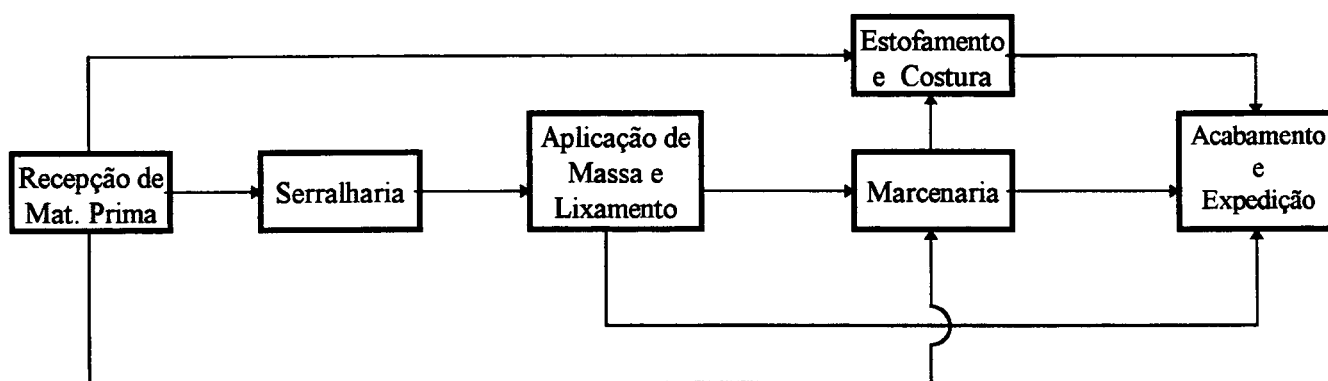 Estofamento
e Costura
Recepção de
Mat. Prima
Serralharia
Aplicação de
Massa e
Lixamento
Marcenaria
Acabamento
e
Expedição